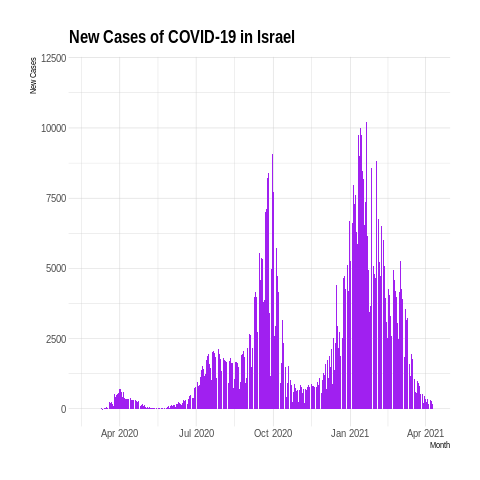 New Cases of COVID-19 in Israel
New Cases
12500
10000
7500
5000
2500
0
Apr 2020 Jul 2020 Oct 2020 Jan 2021 Apr 2021
Month